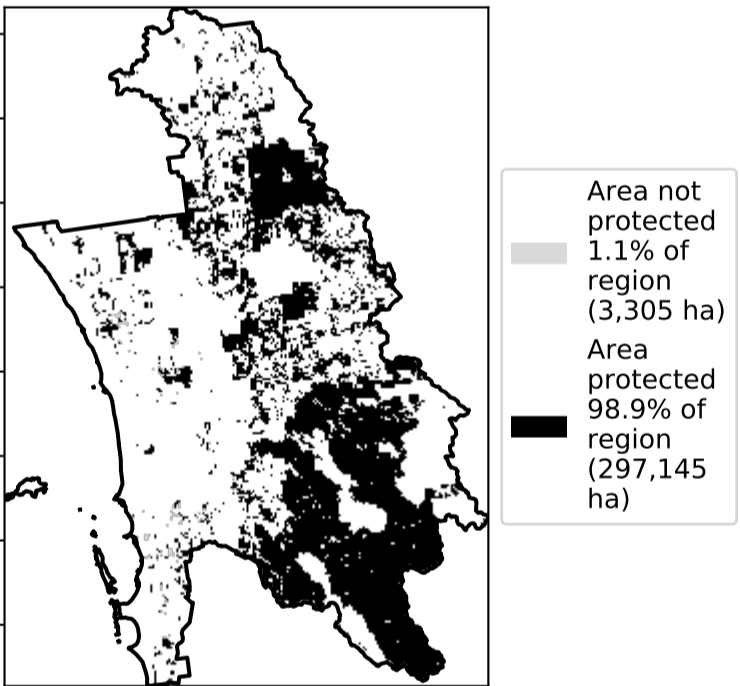 Area not
protected
1.1% of
region
(3,305 ha)
Area
protected
98.9% of
region
(297,145
ha)